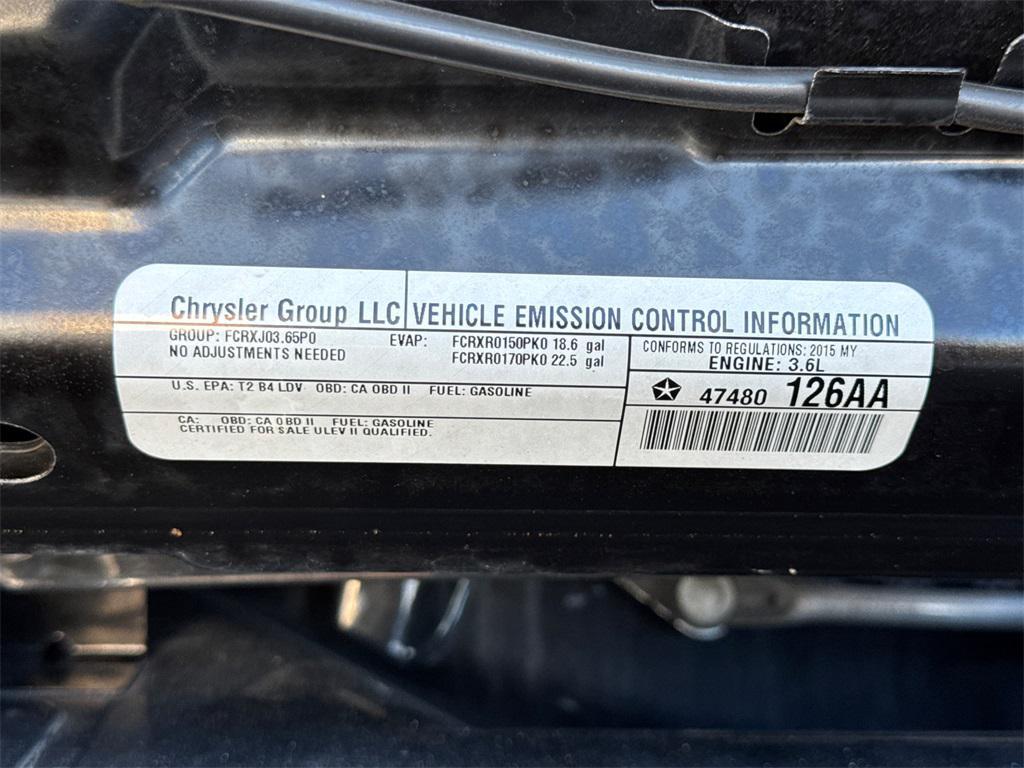 Chrysler Group LLC VEHICLE EMISSION CONTROL INFORMATION
GROUP: FCRXJ03.65P0
NO ADJUSTMENTS NEEDED
EVAP: FCRXR0150PK0 18.6 gal
FCRXR0170PK0 22.5 gal
U.S. EPA: T2 B4 LDV OBD: CA OBD II FUEL: GASOLINE
CA: OBD: CA OBD II FUEL: GASOLINE
CERTIFIED FOR SALE ULEV II QUALIFIED.
CONFORMS TO REGULATIONS: 2015 MY
ENGINE: 3.6L
47480 126AA